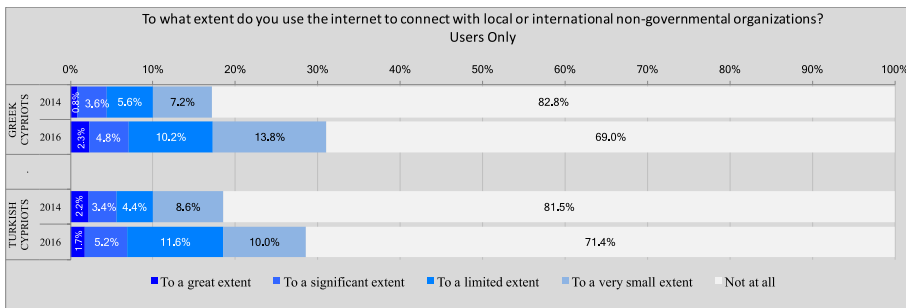 To what extent do you use the internet to connect with local or international non-governmental organizations?
Users Only
0% 10% 20% 30% 40% 50% 60% 70% 80% 90% 100%
GREEK CYPRIOTS
2014 0.8% 3.6% 5.6% 7.2% 82.8%
2016 2.3% 4.8% 10.2% 13.8% 69.0%
.
TURKISH CYPRIOTS
2014 2.2% 3.4% 4.4% 8.6% 81.5%
2016 1.7% 5.2% 11.6% 10.0% 71.4%
To a great extent To a significant extent To a limited extent To a very small extent Not at all